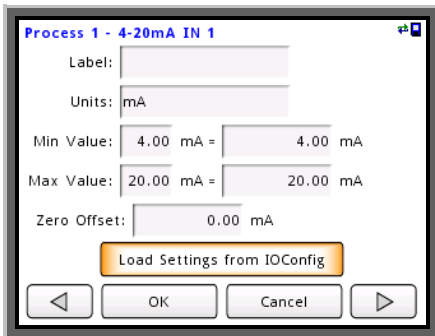 Process 1 - 4-20mA IN 1
Label:
Units: mA
Min Value: 4.00 mA = 4.00 mA
Max Value: 20.00 mA = 20.00 mA
Zero Offset: 0.00 mA
Load Settings from IOConfig
OK Cancel